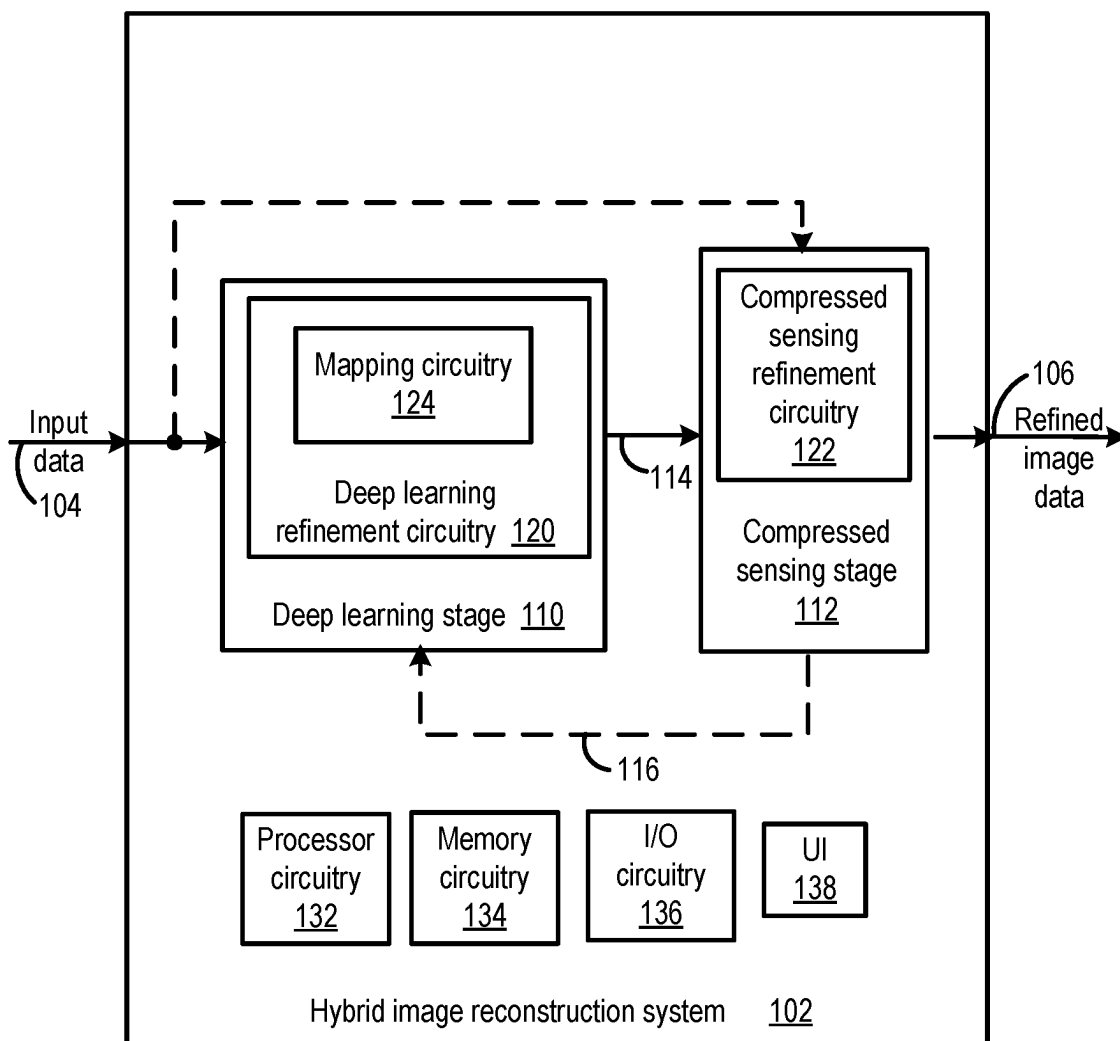 Input
data
104
Mapping circuitry
124
Deep learning
refinement circuitry 120
Deep learning stage 110
114
Compressed
sensing
refinement
circuitry
122
Compressed
sensing stage
112
106
Refined
image
data
116
Processor
circuitry
132
Memory
circuitry
134
I/O
circuitry
136
UI
138
Hybrid image reconstruction system 102